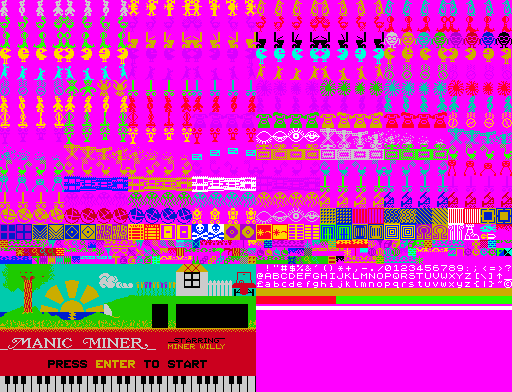 !"#$%&'()*+,-./0123456789:;<=>?
@ABCDEFGHIJKLMNOPQRSTUVWXYZ[\]↑_
£abcdefghijklmnopqrstuvwxyz{|}~©
MANIC MINER
STARRING
MINER WILLY
PRESS ENTER TO START